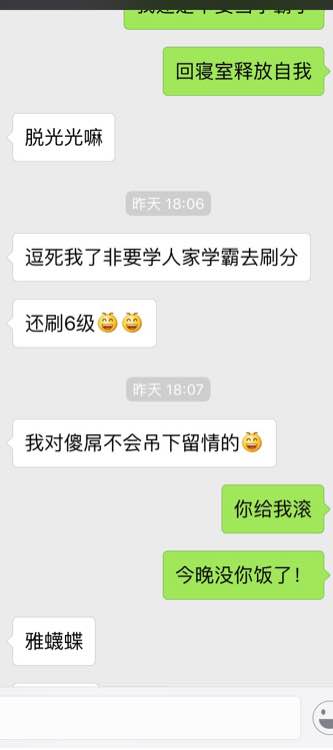 回寝室释放自我
脱光光嘛
昨天 18:06
逗死我了非要学人家学霸去刷分
还刷6级
昨天 18:07
我对傻屌不会吊下留情的
你给我滚
今晚没你饭了!
雅蠛蝶